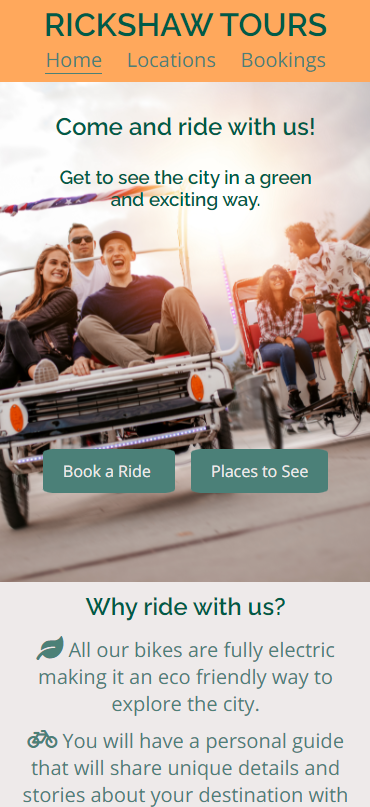 RICKSHAW TOURS
Home Locations Bookings
Come and ride with us!
Get to see the city in a green
and exciting way.
Book a Ride Places to See
Why ride with us?
All our bikes are fully electric
making it an eco friendly way to
explore the city.
You will have a personal guide
that will share unique details and
stories about your destination with